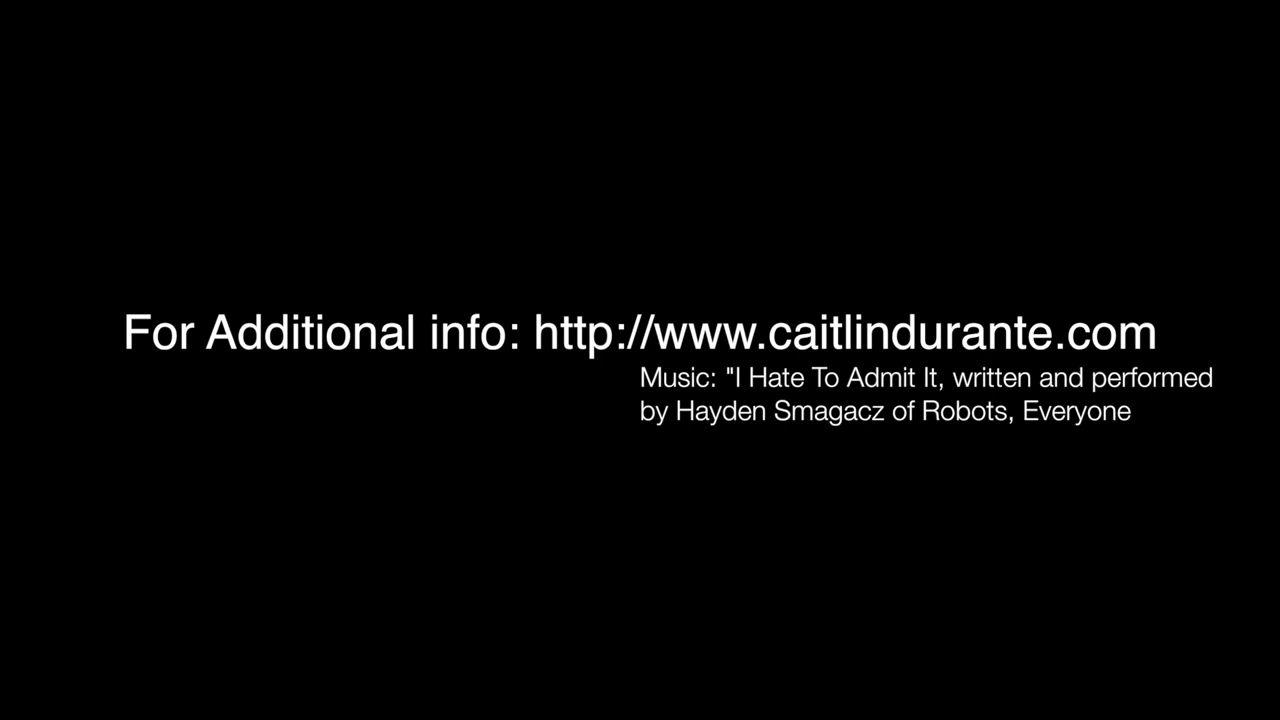 For Additional info: http://www.caitlindurante.com
Music: "I Hate To Admit It, written and performed
by Hayden Smagacz of Robots, Everyone